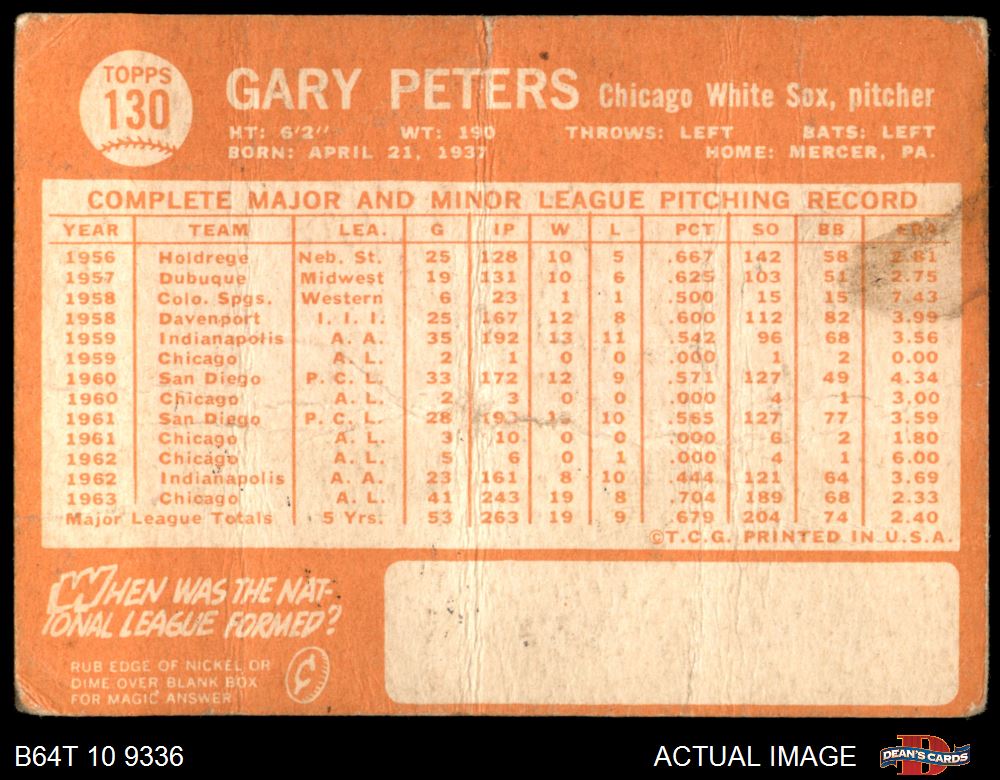 TOPPS
130
GARY PETERS Chicago White Sox, pitcher
HT: 6'2" WT: 190 THROWS: LEFT BATS: LEFT
BORN: APRIL 21, 1937 HOME: MERCER, PA.
COMPLETE MAJOR AND MINOR LEAGUE PITCHING RECORD
YEAR TEAM LEA. G IP W L PCT SO BB ERA
1956 Holdrege Neb. St. 25 128 10 5 .667 142 58 2.81
1957 Dubuque Midwest 19 131 10 6 .625 103 51 2.75
1958 Colo. Spgs. Western 6 23 1 1 .500 15 15 7.43
1958 Davenport I. I. I. 25 167 12 8 .600 112 82 3.99
1959 Indianapolis A. A. 35 192 13 11 .542 96 68 3.56
1959 Chicago A. L. 2 1 0 0 .000 1 2 0.00
1960 San Diego P. C. L. 33 172 12 9 .571 127 49 4.34
1960 Chicago A. L. 2 3 0 0 .000 4 1 3.00
1961 San Diego P. C. L. 28 10 .565 127 77 3.59
1961 Chicago A. L. 3 10 0 0 .000 6 2 1.80
1962 Chicago A. L. 5 6 0 1 .000 4 1 6.00
1962 Indianapolis A. A. 23 161 8 10 .444 121 64 3.69
1963 Chicago A. L. 41 243 19 8 .704 189 68 2.33
Major League Totals 5 Yrs. 53 263 19 9 .679 204 74 2.40
©T.C.G. PRINTED IN U.S.A.
WHEN WAS THE NAT-
IONAL LEAGUE FORMED?
RUB EDGE OF NICKEL OR
DIME OVER BLANK BOX
FOR MAGIC ANSWER
B64T 10 9336 ACTUAL IMAGE DEAN'S CARDS